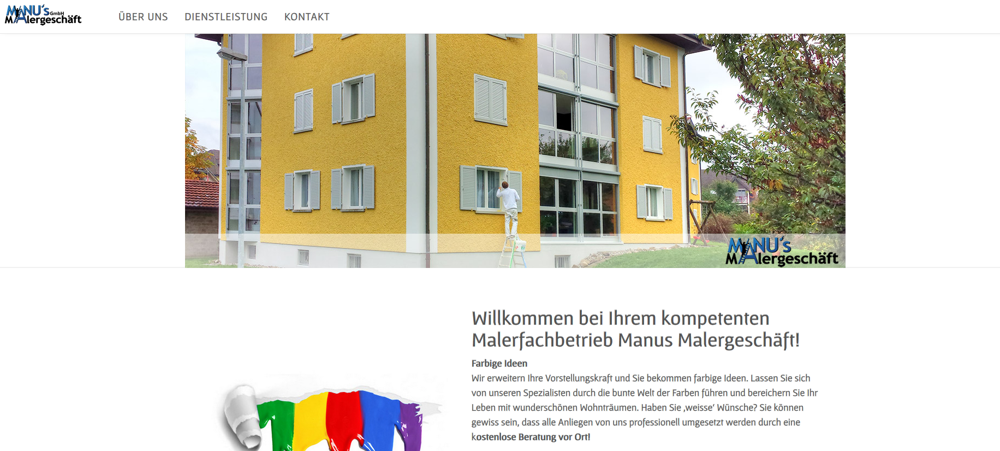 MANU's GmbH
MAlergeschäft
ÜBER UNS DIENSTLEISTUNG KONTAKT
MANU's
MAlergeschäft
Willkommen bei Ihrem kompetenten
Malerfachbetrieb Manus Malergeschäft!
Farbige Ideen
Wir erweitern Ihre Vorstellungskraft und Sie bekommen farbige Ideen. Lassen Sie sich
von unseren Spezialisten durch die bunte Welt der Farben führen und bereichern Sie Ihr
Leben mit wunderschönen Wohnträumen. Haben Sie ‚weisse‘ Wünsche? Sie können
gewiss sein, dass alle Anliegen von uns professionell umgesetzt werden durch eine
kostenlose Beratung vor Ort!